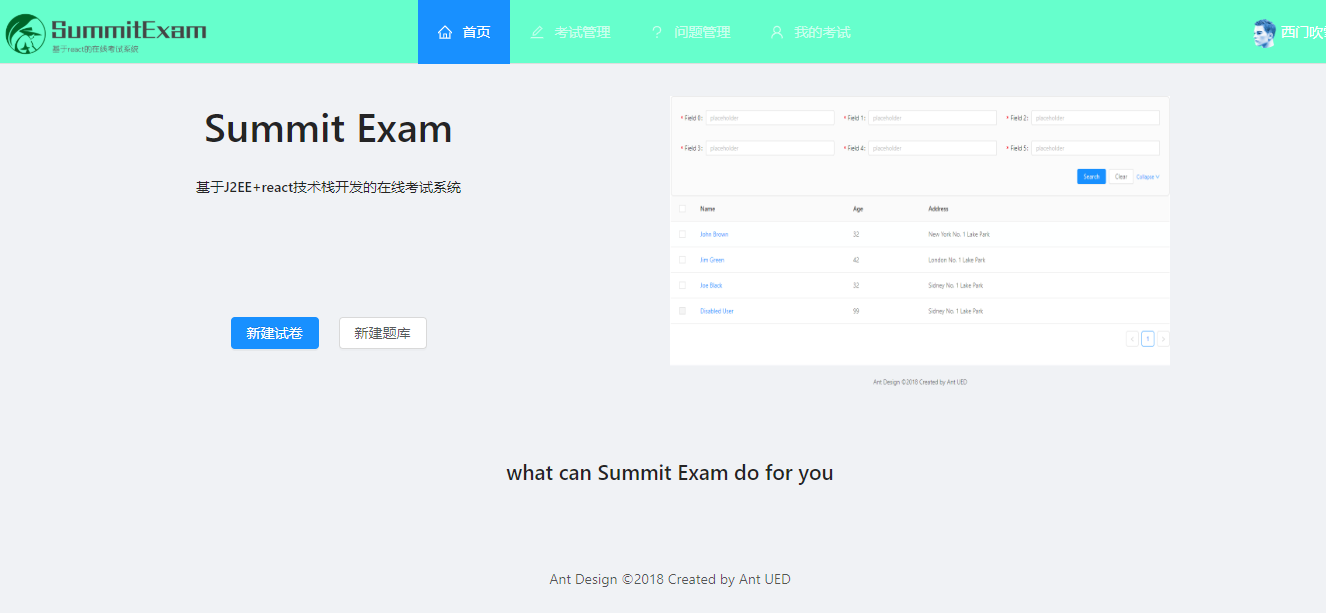 SummitExam
基于react的在线考试系统
首页
考试管理
问题管理
我的考试
西门吹
Summit Exam
基于J2EE+react技术栈开发的在线考试系统
新建试卷 新建题库
* Field 0: placeholder * Field 1: placeholder * Field 2: placeholder
* Field 3: placeholder * Field 4: placeholder * Field 5: placeholder
Search Clear Collapse
Name Age Address
John Brown 32 New York No. 1 Lake Park
Jim Green 42 London No. 1 Lake Park
Joe Black 32 Sidney No. 1 Lake Park
Disabled User 99 Sidney No. 1 Lake Park
< 1 >
Ant Design ©2018 Created by Ant UED
what can Summit Exam do for you
Ant Design ©2018 Created by Ant UED